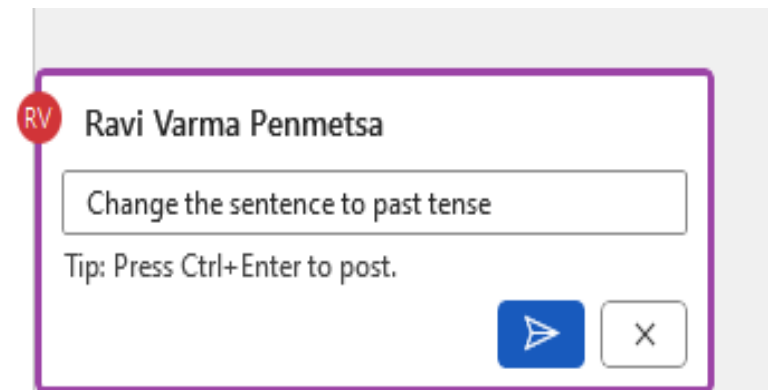 RV
Ravi Varma Penmetsa
Change the sentence to past tense
Tip: Press Ctrl+Enter to post.